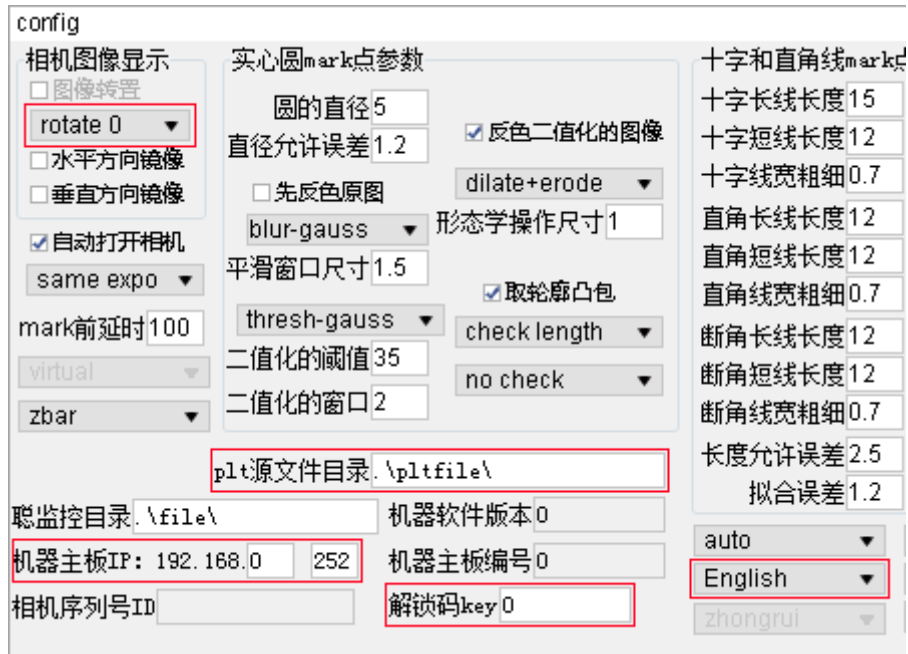 config
相机图像显示
图像转置
rotate 0
水平方向镜像
垂直方向镜像
自动打开相机
same expo
mark前延时 100
virtual
zbar
实心圆mark点参数
圆的直径 5
直径允许误差 1.2
先反色原图
blur-gauss
平滑窗口尺寸 1.5
thresh-gauss
二值化的阈值 35
二值化的窗口 2
反色二值化的图像
dilate+erode
形态学操作尺寸 1
取轮廓凸包
check length
no check
十字和直角线mark点
十字长线长度 15
十字短线长度 12
十字线宽粗细 0.7
直角长线长度 12
直角短线长度 12
直角线宽粗细 0.7
断角长线长度 12
断角短线长度 12
断角线宽粗细 0.7
长度允许误差 2.5
拟合误差 1.2
plt源文件目录 .\pltfile\
聪监控目录 .\file\
机器软件版本 0
机器主板IP: 192.168. 0 252
机器主板编号 0
相机序列号ID
解锁码key 0
auto
English
zhongrui